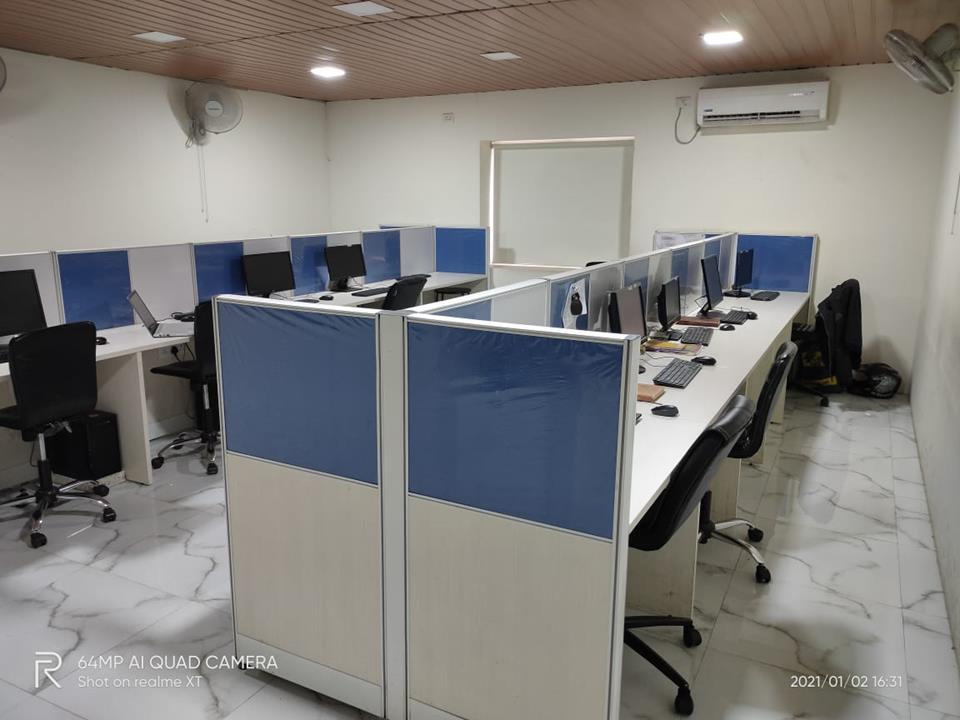 R
64MP AI QUAD CAMERA
Shot on realme XT
2021/01/02 16:31